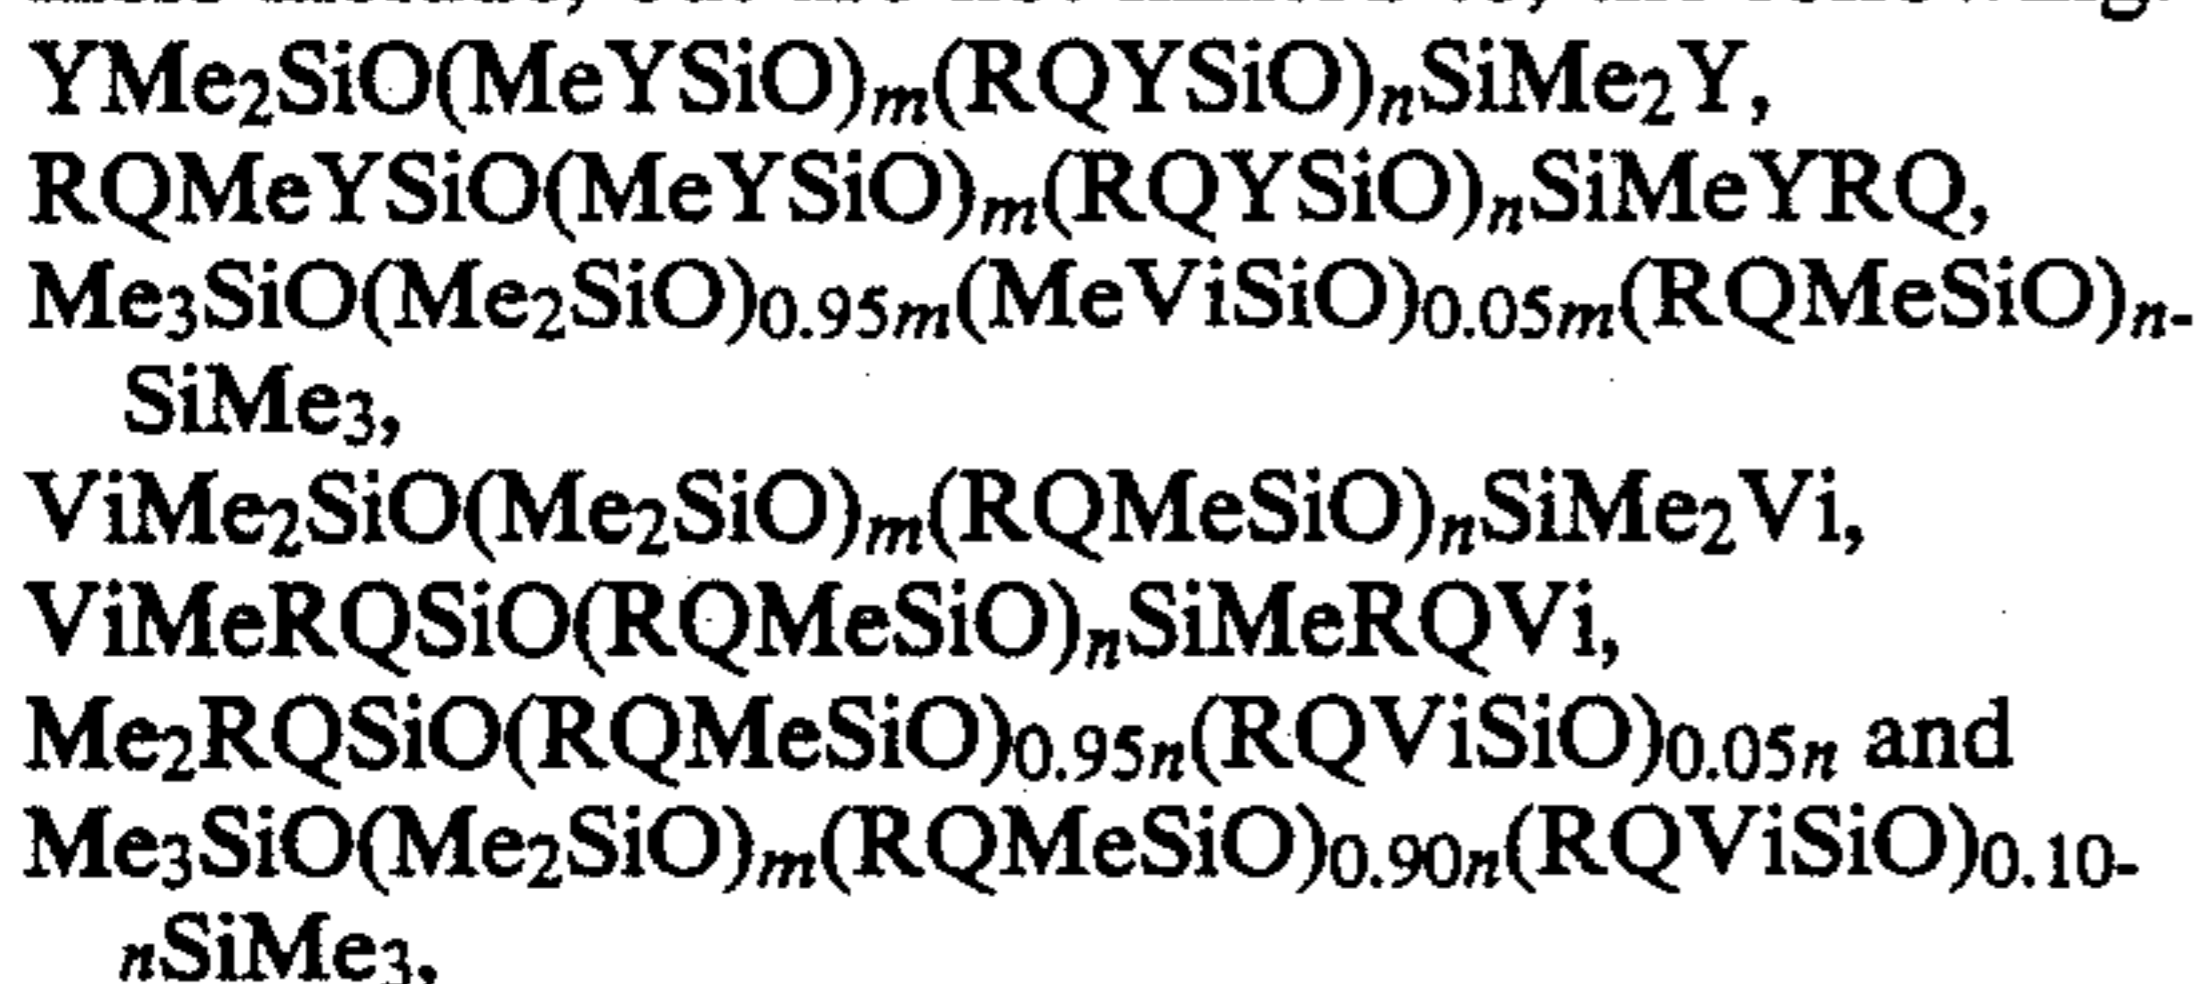 YMe₂SiO(MeYSiO)ₘ(RQYSiO)ₙSiMe₂Y,
RQMeYSiO(MeYSiO)ₘ(RQYSiO)ₙSiMeYRQ,
Me₃SiO(Me₂SiO)₀.₉₅ₘ(MeViSiO)₀.₀₅ₘ(RQMeSiO)ₙ-
SiMe₃,
ViMe₂SiO(Me₂SiO)ₘ(RQMeSiO)ₙSiMe₂Vi,
ViMeRQSiO(RQMeSiO)ₙSiMeRQVi,
Me₂RQSiO(RQMeSiO)₀.₉₅ₙ(RQViSiO)₀.₀₅ₙ and
Me₃SiO(Me₂SiO)ₘ(RQMeSiO)₀.₉₀ₙ(RQViSiO)₀.₁₀-
ₙSiMe₃,